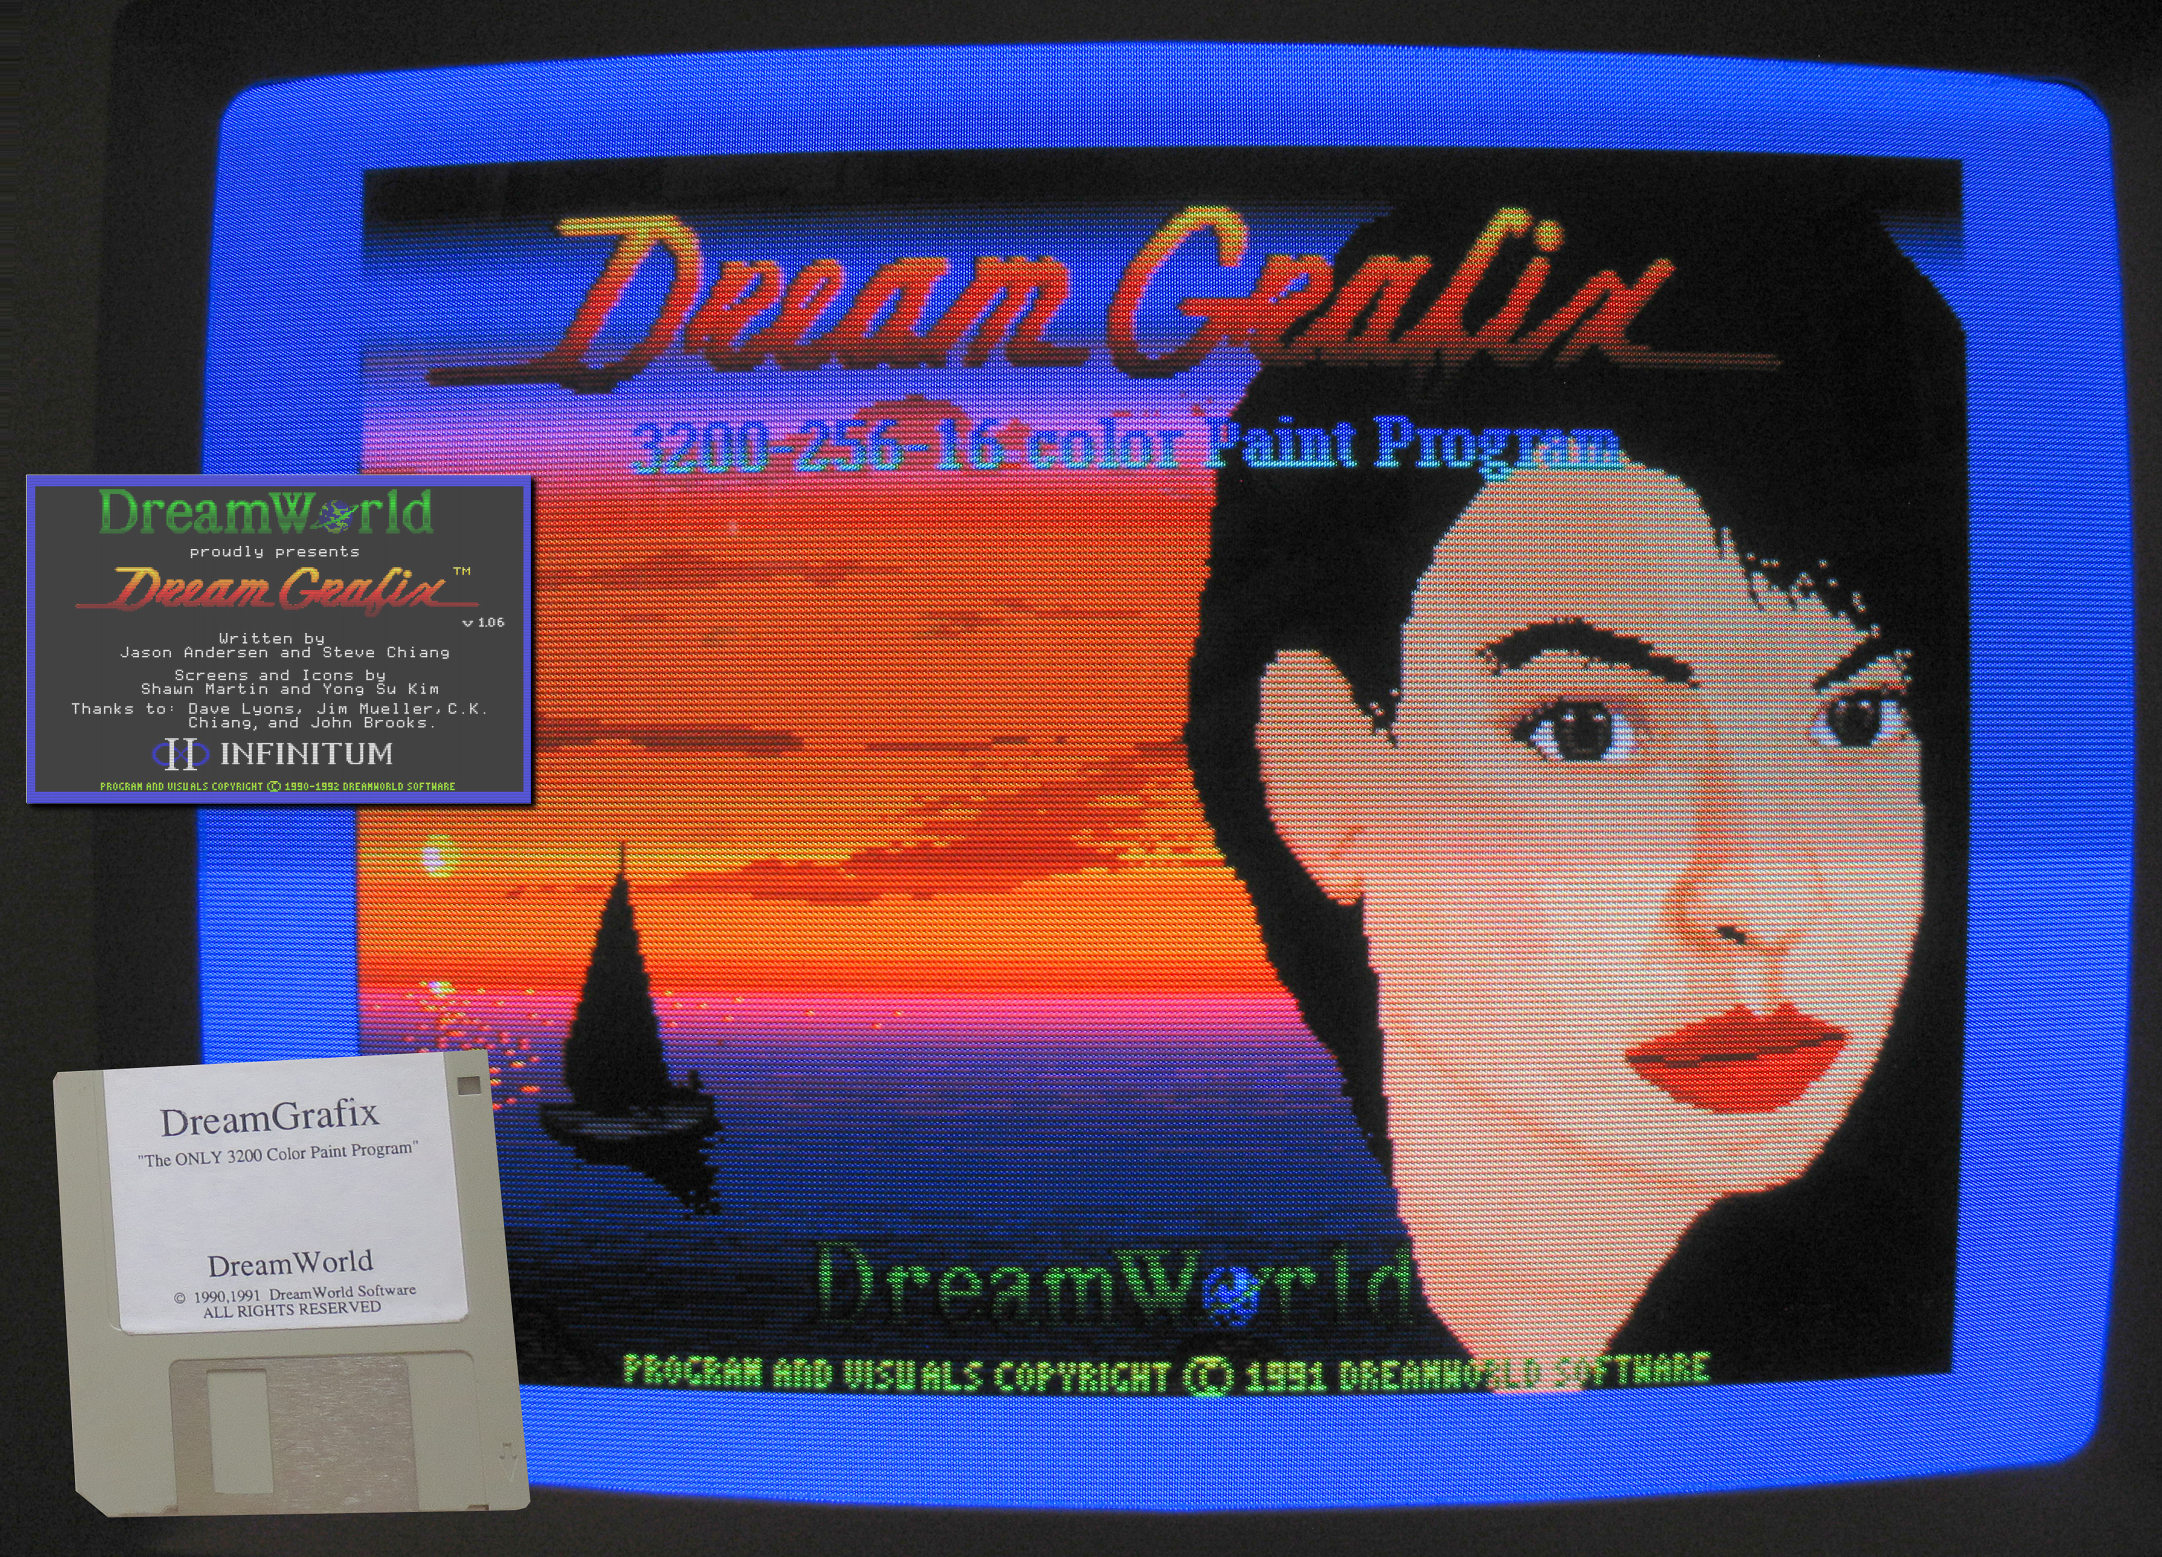 Dream Grafix
3200-256-16 color Paint Program
DreamWorld
PROGRAM AND VISUALS COPYRIGHT © 1991 DREAMWORLD SOFTWARE
DreamWorld
proudly presents
Dream Grafix™
v 1.06
Written by
Jason Andersen and Steve Chiang
Screens and Icons by
Shawn Martin and Yong Su Kim
Thanks to: Dave Lyons, Jim Mueller, C.K.
Chiang, and John Brooks.
INFINITUM
PROGRAM AND VISUALS COPYRIGHT © 1990-1992 DREAMWORLD SOFTWARE
DreamGrafix
"The ONLY 3200 Color Paint Program"
DreamWorld
© 1990,1991 DreamWorld Software
ALL RIGHTS RESERVED